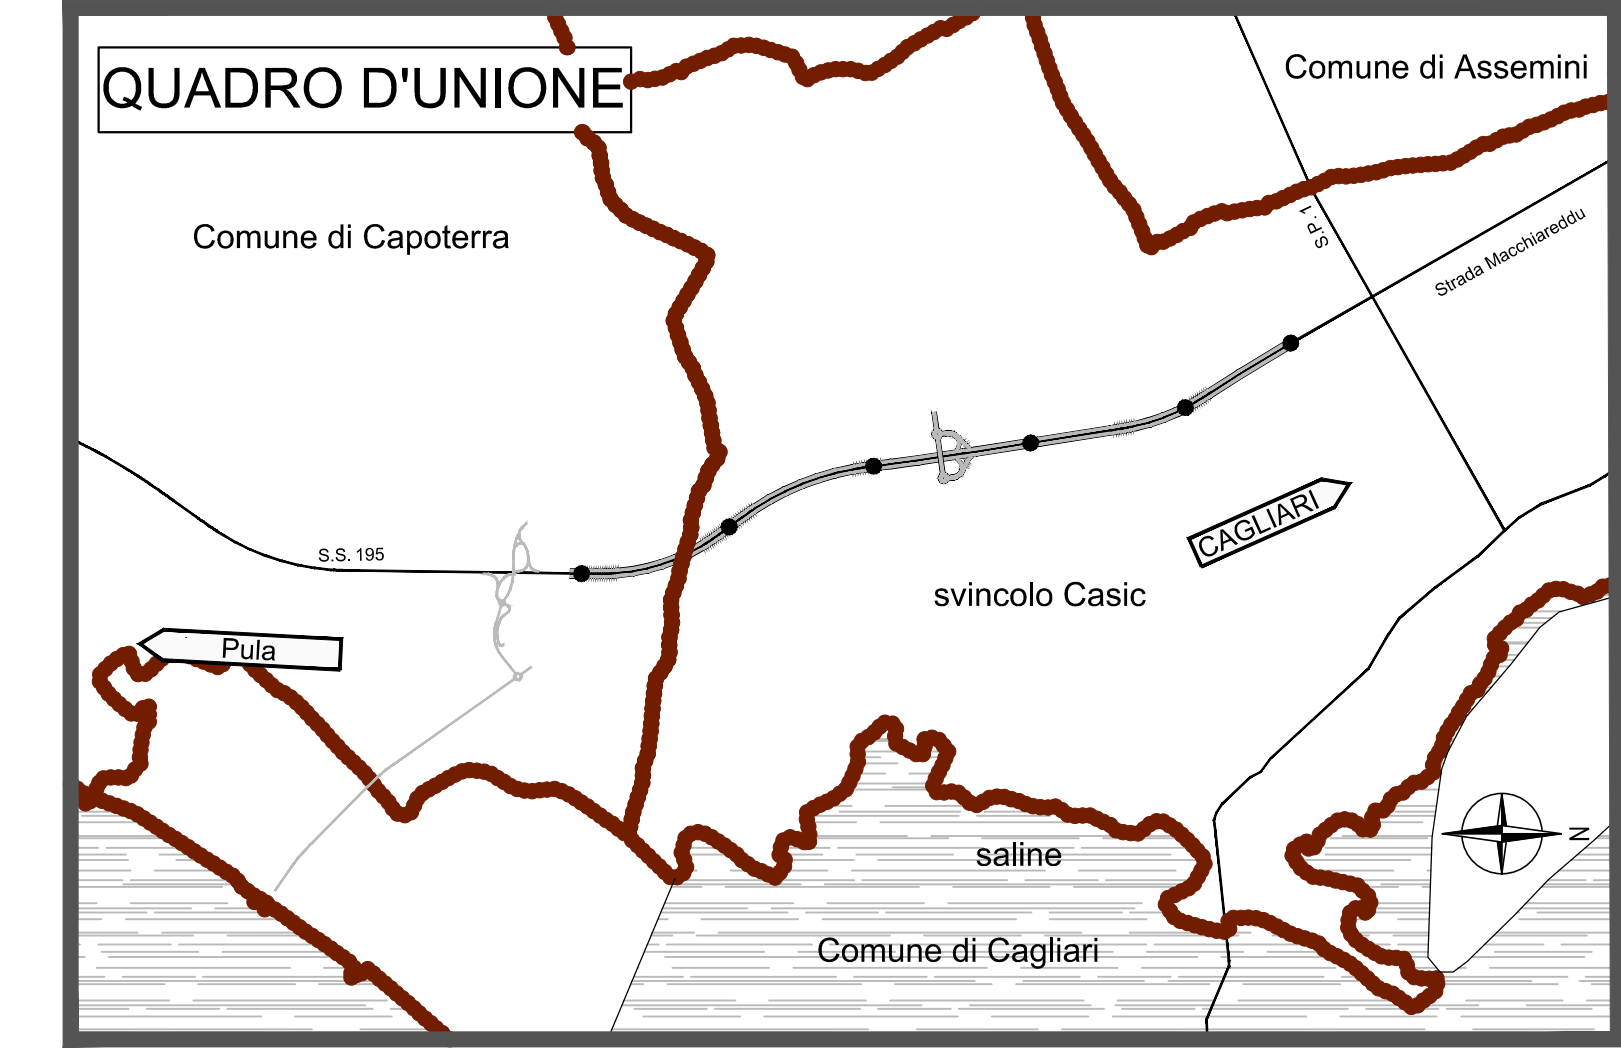 QUADRO D'UNIONE
Comune di Assemini
Comune di Capoterra
S.P. 1
Strada Macchiareddu
CAGLIARI
S.S. 195
svincolo Casic
Pula
N
saline
Comune di Cagliari